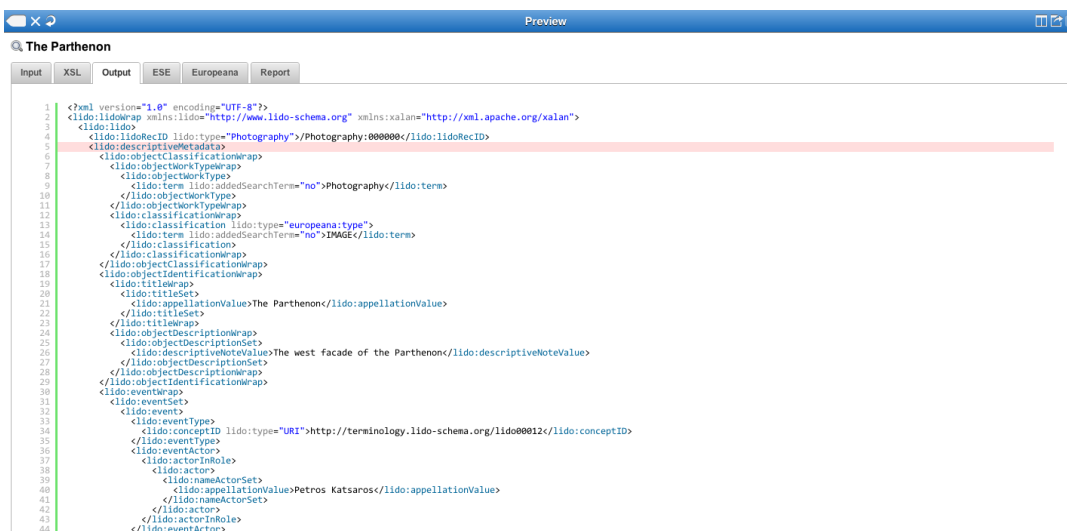 Preview
The Parthenon
Input XSL Output ESE Europeana Report
1 <?xml version="1.0" encoding="UTF-8"?>
2 <lido:lidoWrap xmlns:lido="http://www.lido-schema.org" xmlns:xalan="http://xml.apache.org/xalan">
3 <lido:lido>
4 <lido:lidoRecID lido:type="Photography">/Photography:000000</lido:lidoRecID>
5 <lido:descriptiveMetadata>
6 <lido:objectClassificationWrap>
7 <lido:objectWorkTypeWrap>
8 <lido:objectWorkType>
9 <lido:term lido:addedSearchTerm="no">Photography</lido:term>
10 </lido:objectWorkType>
11 </lido:objectWorkTypeWrap>
12 <lido:classificationWrap>
13 <lido:classification lido:type="europeana:type">
14 <lido:term lido:addedSearchTerm="no">IMAGE</lido:term>
15 </lido:classification>
16 </lido:classificationWrap>
17 </lido:objectClassificationWrap>
18 <lido:objectIdentificationWrap>
19 <lido:titleWrap>
20 <lido:titleSet>
21 <lido:appellationValue>The Parthenon</lido:appellationValue>
22 </lido:titleSet>
23 </lido:titleWrap>
24 <lido:objectDescriptionWrap>
25 <lido:objectDescriptionSet>
26 <lido:descriptiveNoteValue>The west facade of the Parthenon</lido:descriptiveNoteValue>
27 </lido:objectDescriptionSet>
28 </lido:objectDescriptionWrap>
29 </lido:objectIdentificationWrap>
30 <lido:eventWrap>
31 <lido:eventSet>
32 <lido:event>
33 <lido:eventType>
34 <lido:conceptID lido:type="URI">http://terminology.lido-schema.org/lido00012</lido:conceptID>
35 </lido:eventType>
36 <lido:eventActor>
37 <lido:actorInRole>
38 <lido:actor>
39 <lido:nameActorSet>
40 <lido:appellationValue>Petros Katsaros</lido:appellationValue>
41 </lido:nameActorSet>
42 </lido:actor>
43 </lido:actorInRole>
44 </lido:eventActor>